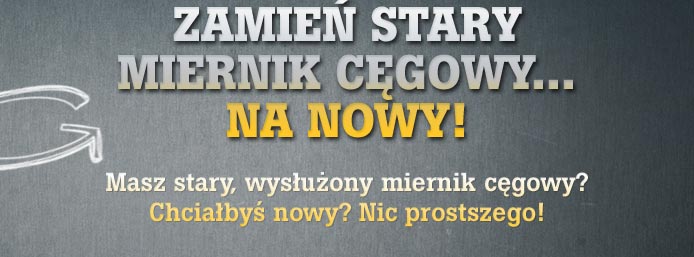 ZAMIEŃ STARY
MIERNIK CĘGOWY...
NA NOWY!
Masz stary, wysłużony miernik cęgowy?
Chciałbyś nowy? Nic prostszego!